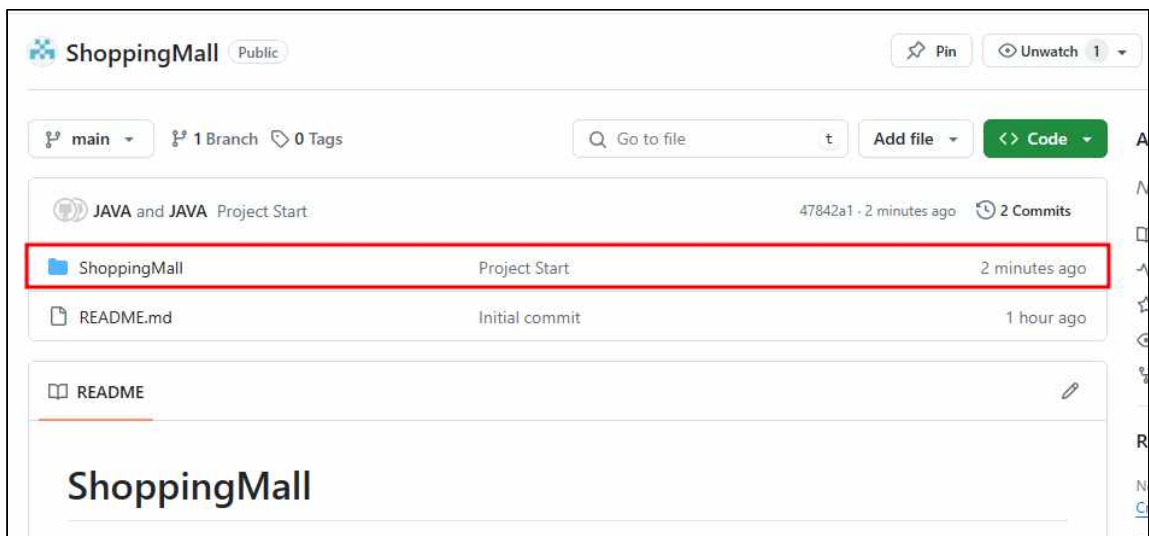 ShoppingMall Public Pin Unwatch 1
main 1 Branch 0 Tags Go to file t Add file <> Code
JAVA and JAVA Project Start 47842a1 · 2 minutes ago 2 Commits
ShoppingMall Project Start 2 minutes ago
README.md Initial commit 1 hour ago
README
ShoppingMall